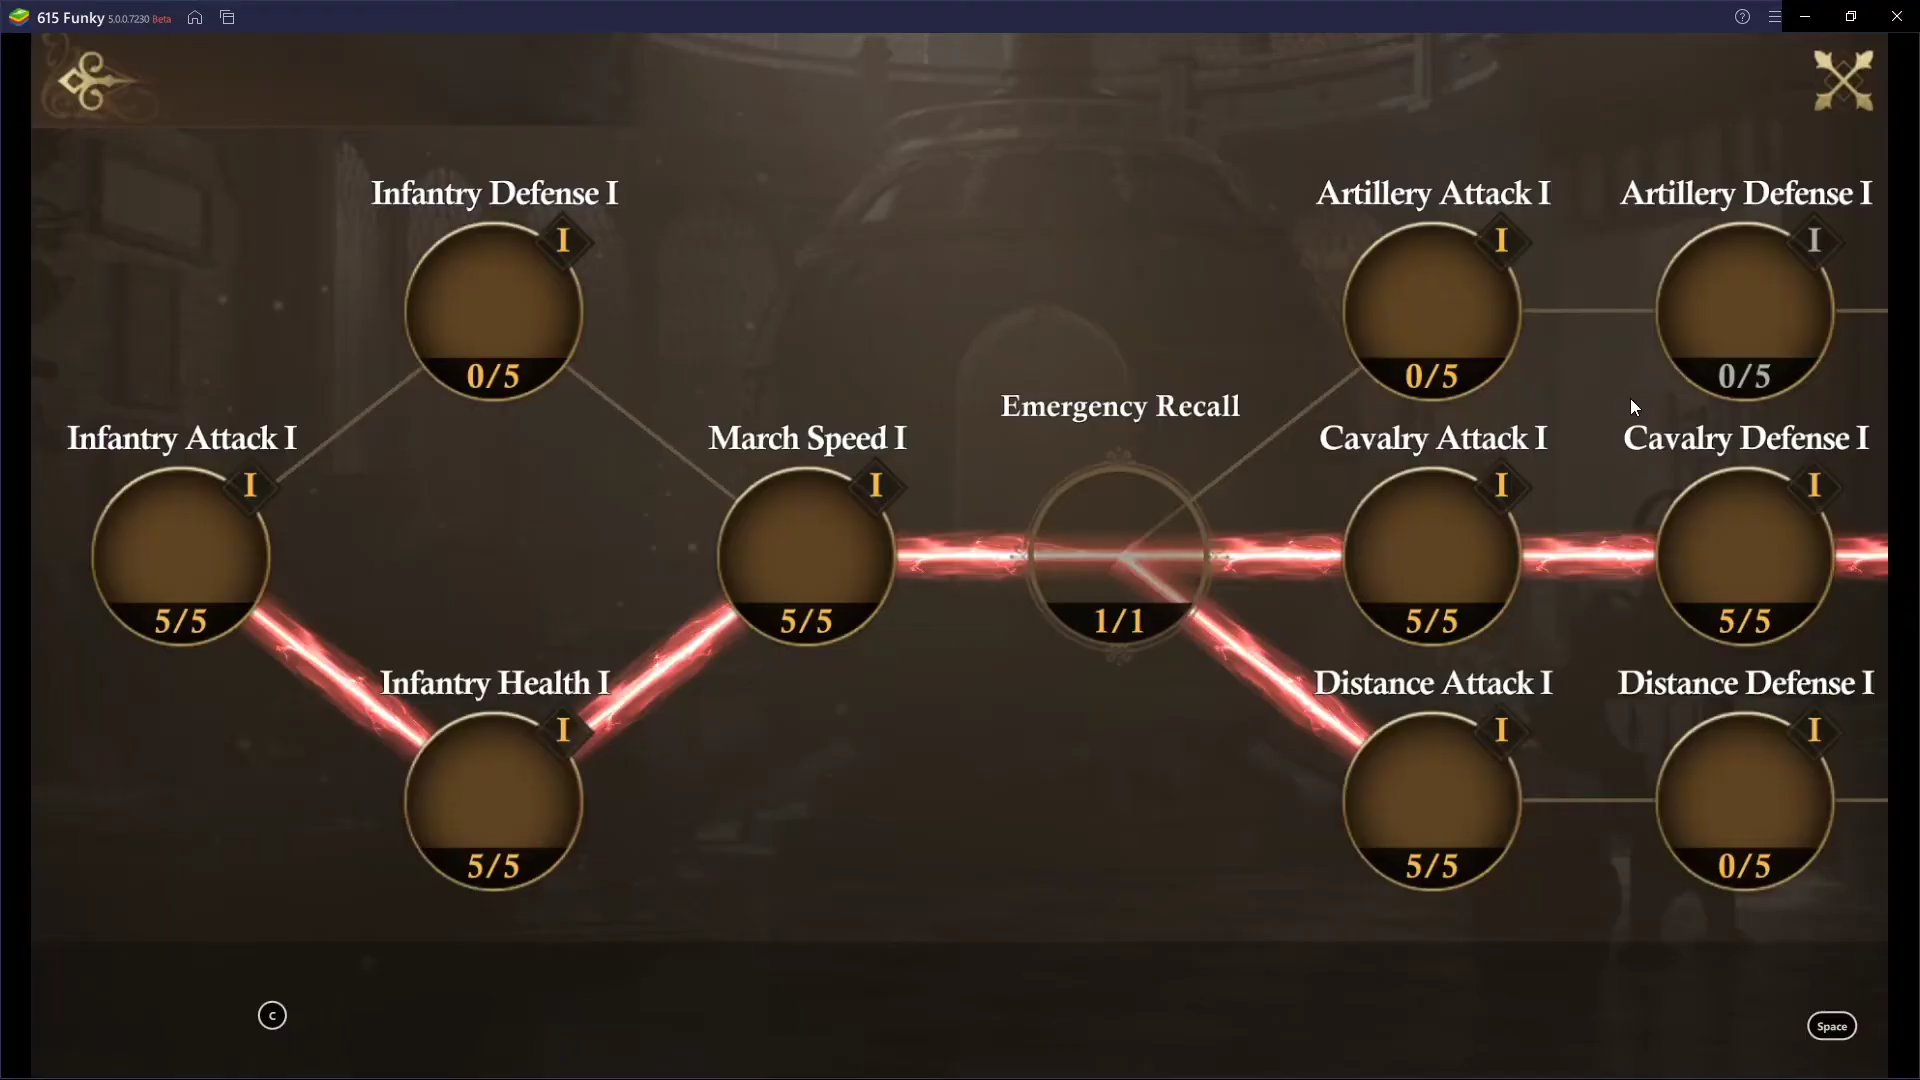 615 Funky 5.0.0.7230 Beta
Infantry Defense I
I
0/5
Artillery Attack I
I
0/5
Artillery Defense I
I
0/5
Infantry Attack I
I
5/5
March Speed I
I
5/5
Emergency Recall
1/1
Cavalry Attack I
I
5/5
Cavalry Defense I
I
5/5
Infantry Health I
I
5/5
Distance Attack I
I
5/5
Distance Defense I
I
0/5
C
Space